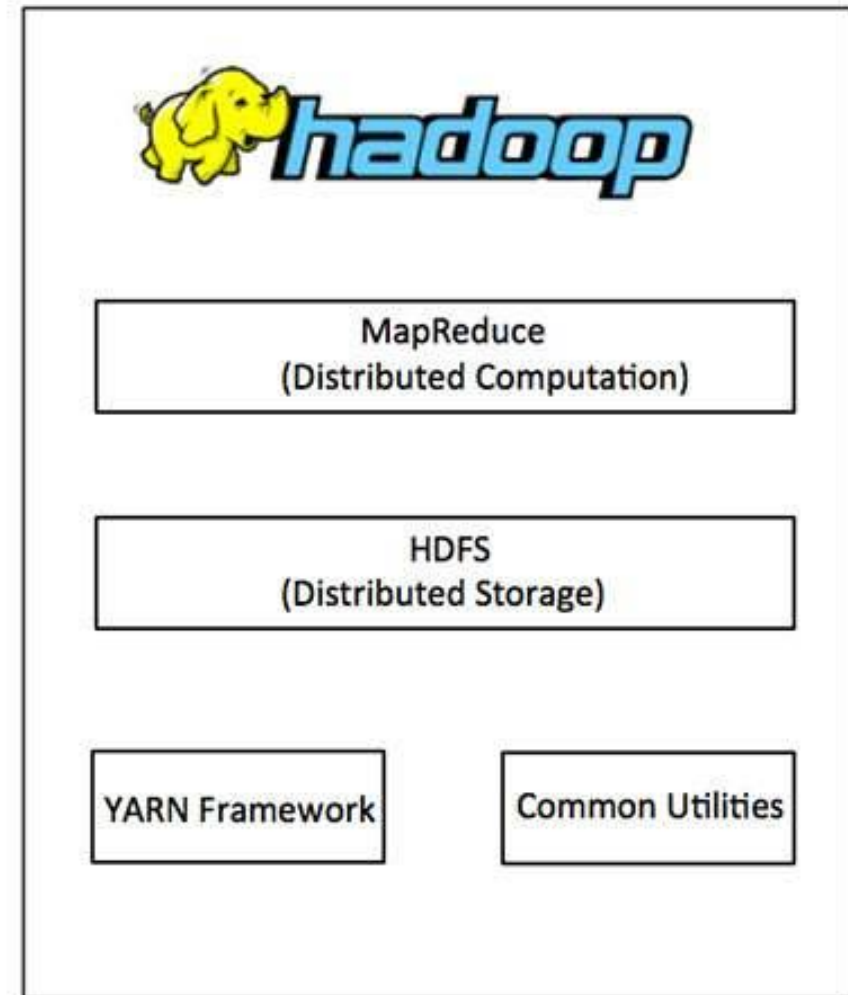 hadoop
MapReduce
(Distributed Computation)
HDFS
(Distributed Storage)
YARN Framework
Common Utilities